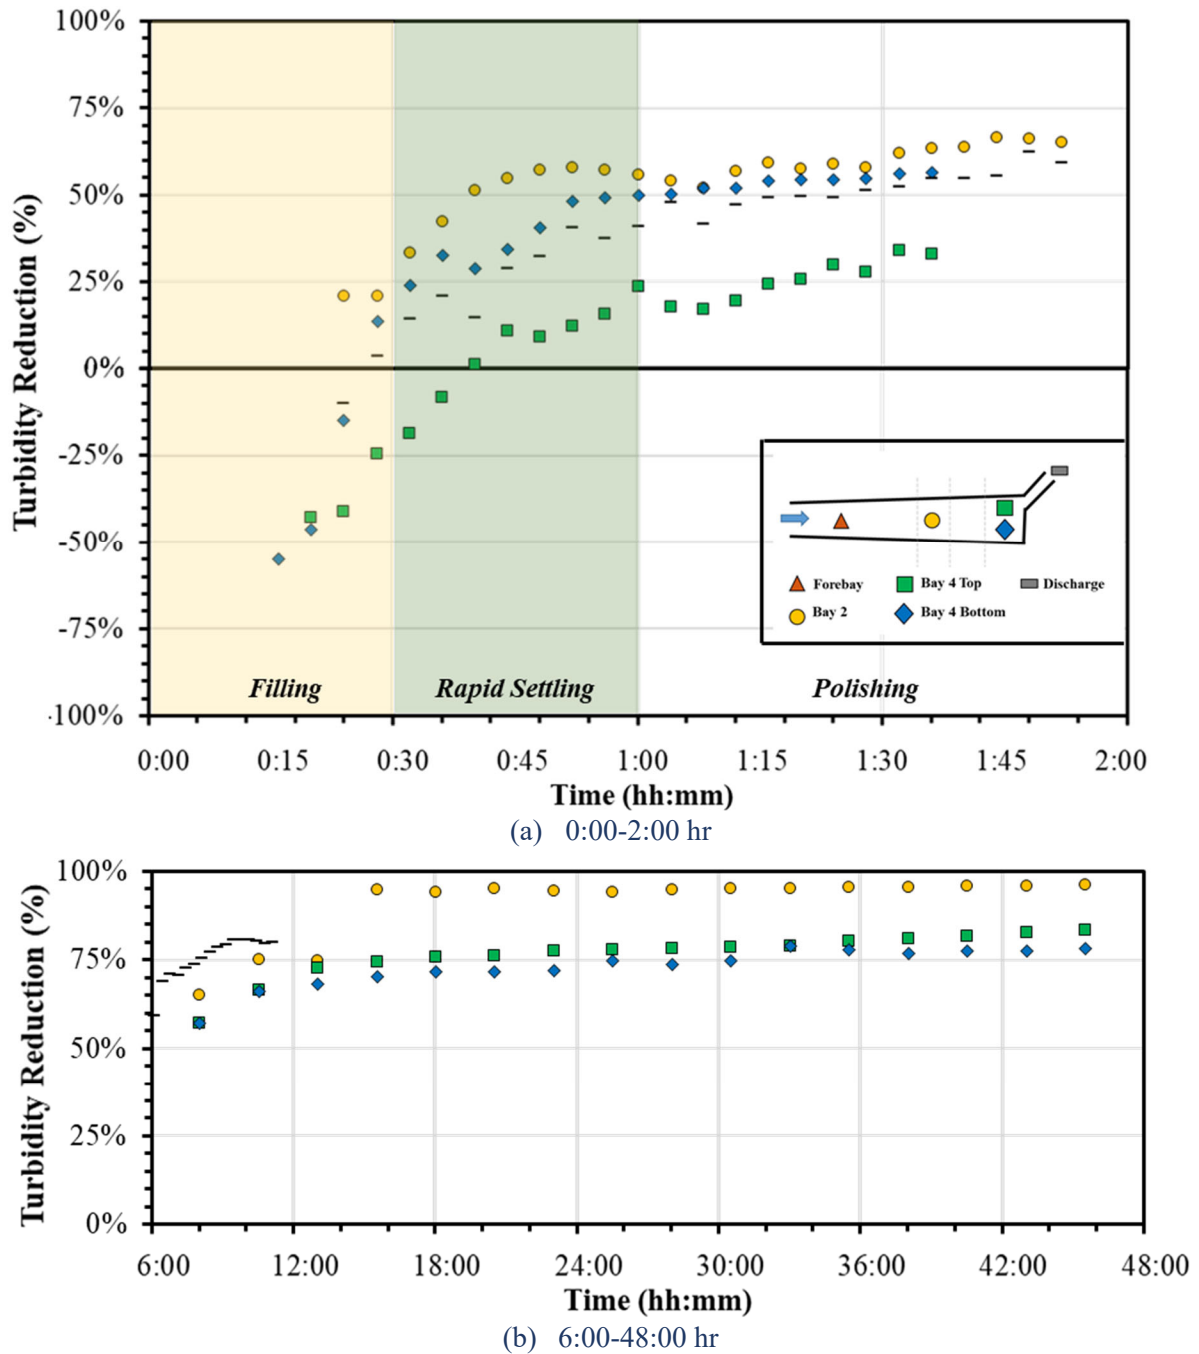 100%
75%
50%
25%
0%
-25%
-50%
-75%
-100%
Turbidity Reduction (%)
Filling
Rapid Settling
Polishing
Forebay
Bay 4 Top
Discharge
Bay 2
Bay 4 Bottom
0:00 0:15 0:30 0:45 1:00 1:15 1:30 1:45 2:00
Time (hh:mm)
(a) 0:00-2:00 hr
100%
75%
50%
25%
0%
Turbidity Reduction (%)
6:00 12:00 18:00 24:00 30:00 36:00 42:00 48:00
Time (hh:mm)
(b) 6:00-48:00 hr